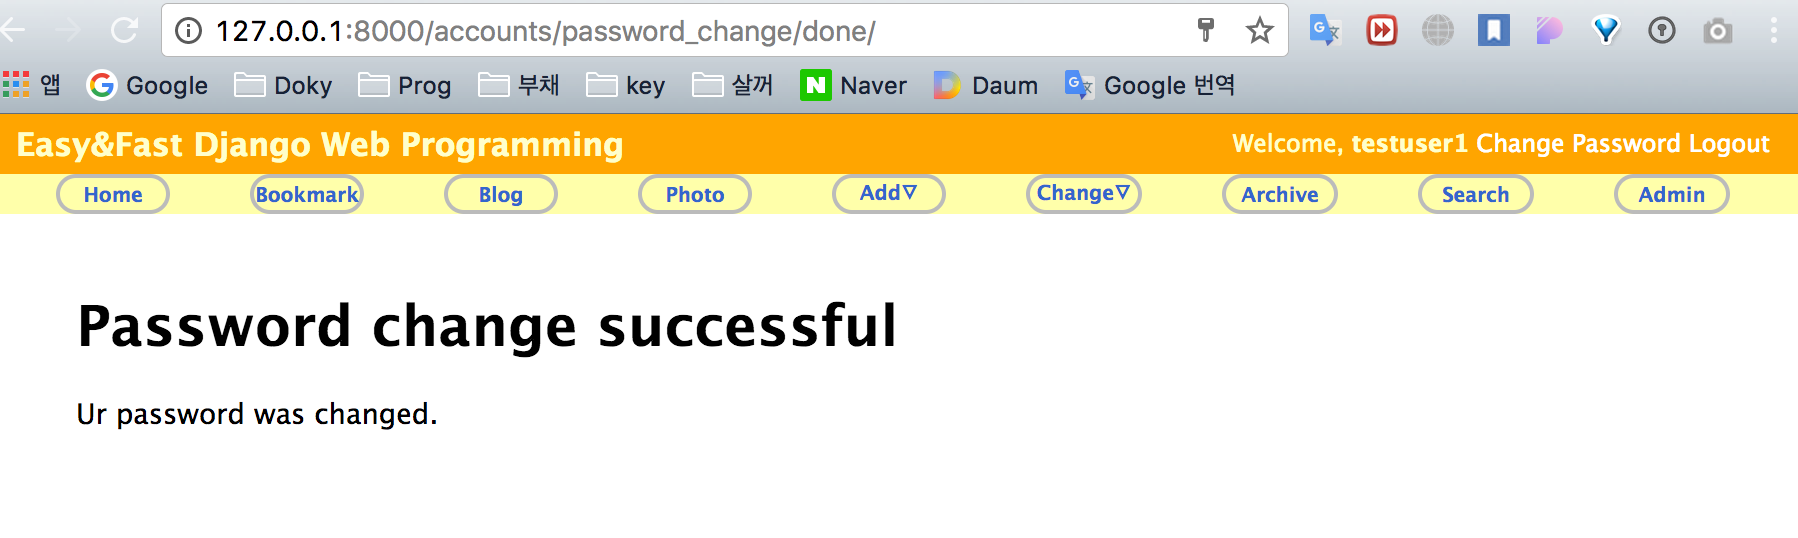 127.0.0.1:8000/accounts/password_change/done/
앱 Google Doky Prog 부채 key 살꺼 Naver Daum Google 번역
Easy&Fast Django Web Programming Welcome, testuser1 Change Password Logout
Home Bookmark Blog Photo Add▽ Change▽ Archive Search Admin
Password change successful
Ur password was changed.